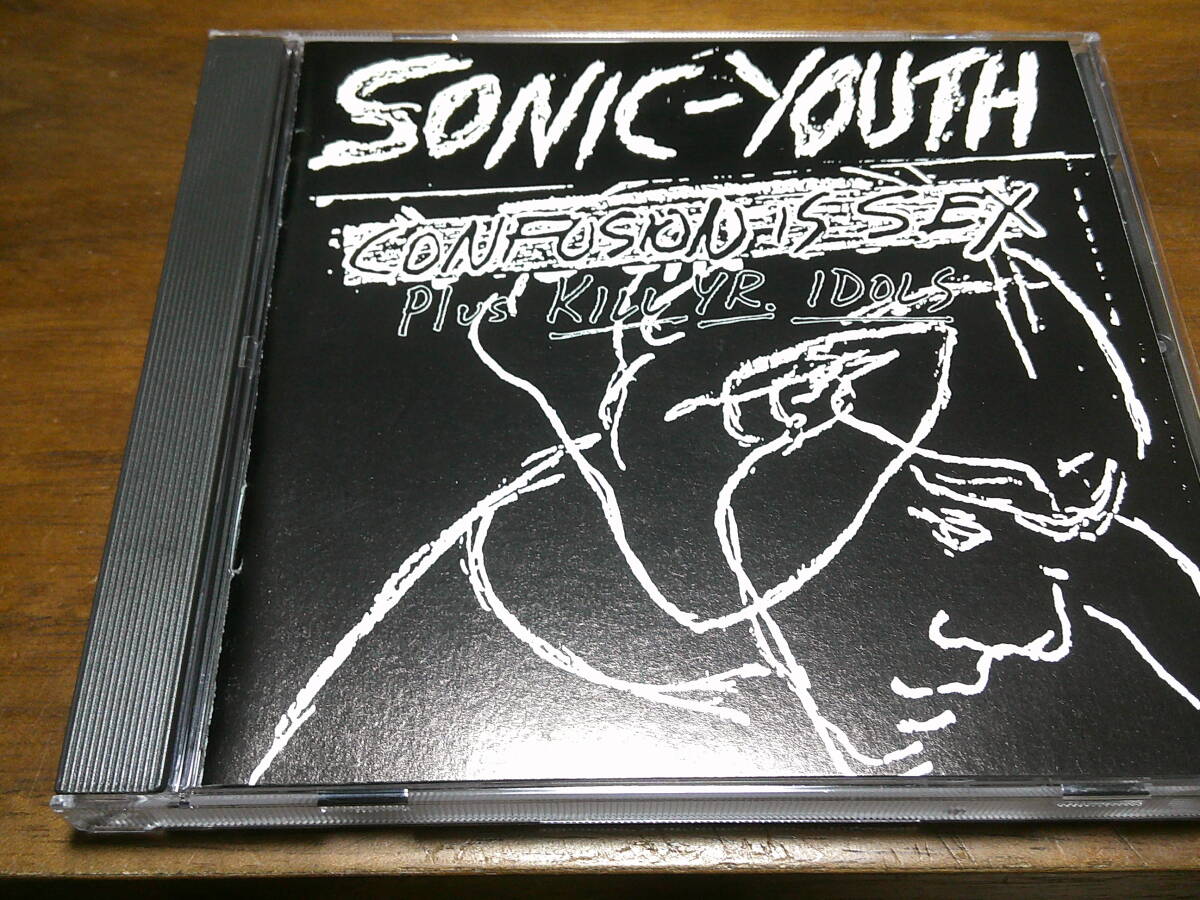 SONIC-YOUTH
CONFUSION IS SEX
Plus KILL YR. IDOLS